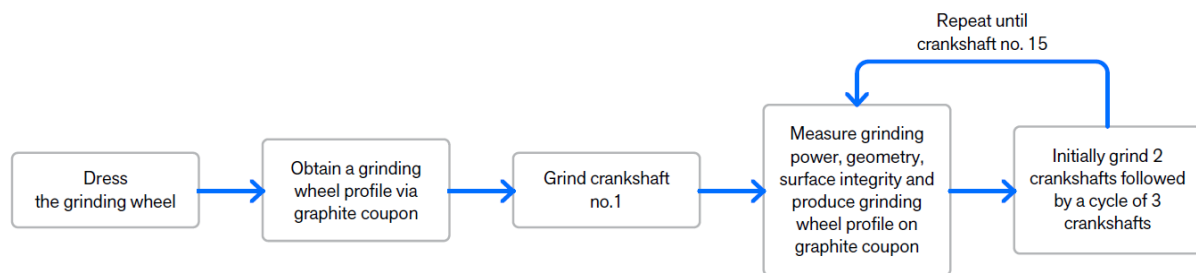 Repeat until
crankshaft no. 15
Dress
the grinding wheel
Obtain a grinding
wheel profile via
graphite coupon
Grind crankshaft
no.1
Measure grinding
power, geometry,
surface integrity and
produce grinding
wheel profile on
graphite coupon
Initially grind 2
crankshafts followed
by a cycle of 3
crankshafts